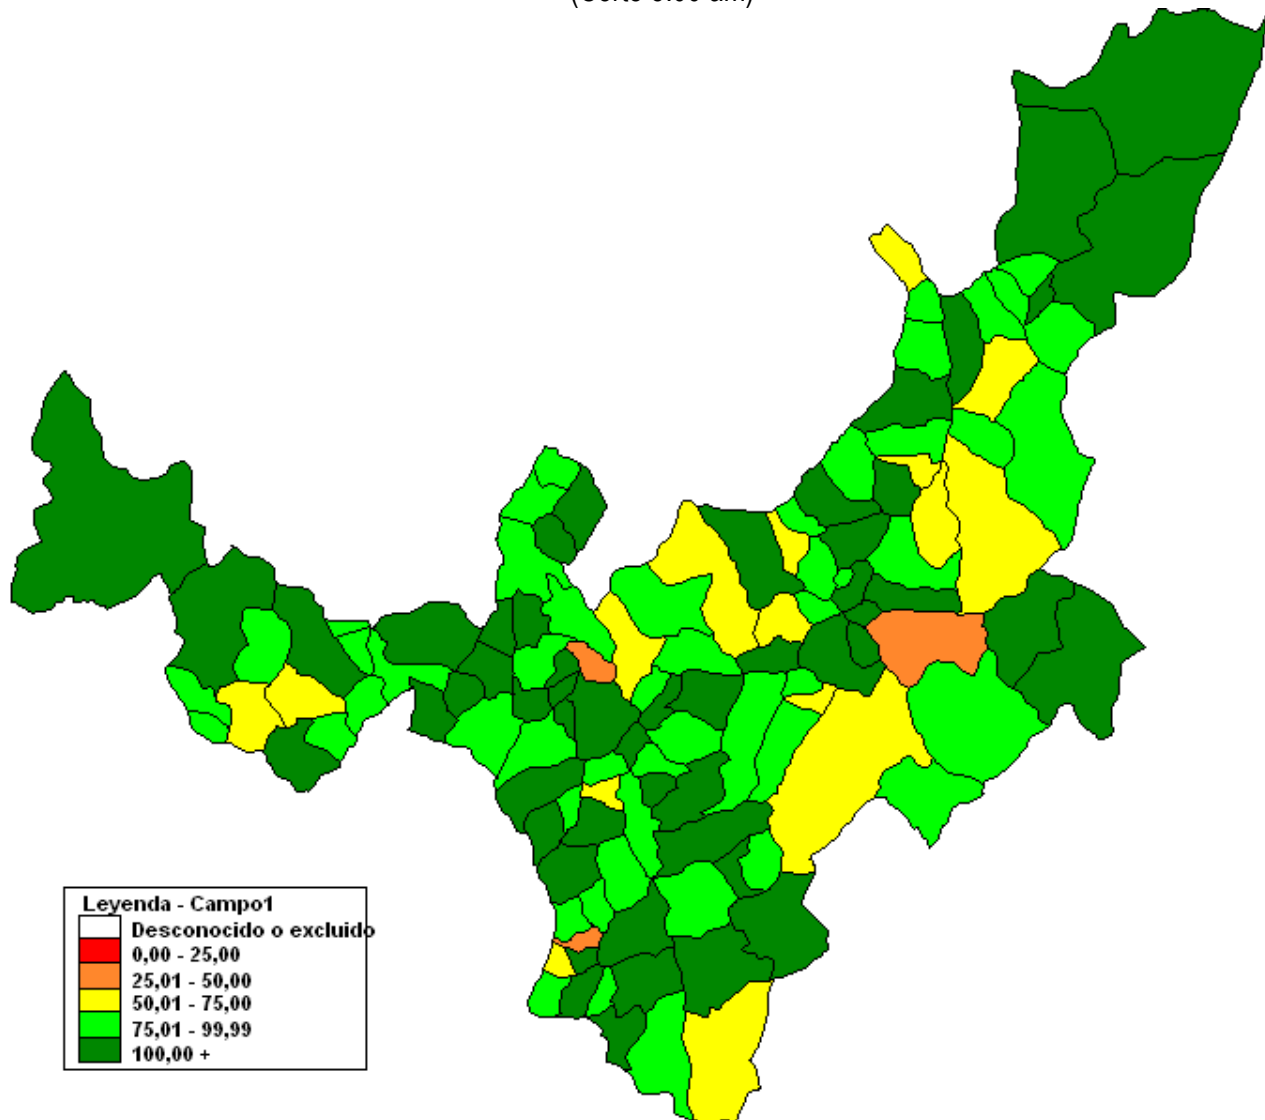 Leyenda - Campo1
Desconocido o excluido
0,00 - 25,00
25,01 - 50,00
50,01 - 75,00
75,01 - 99,99
100,00 +